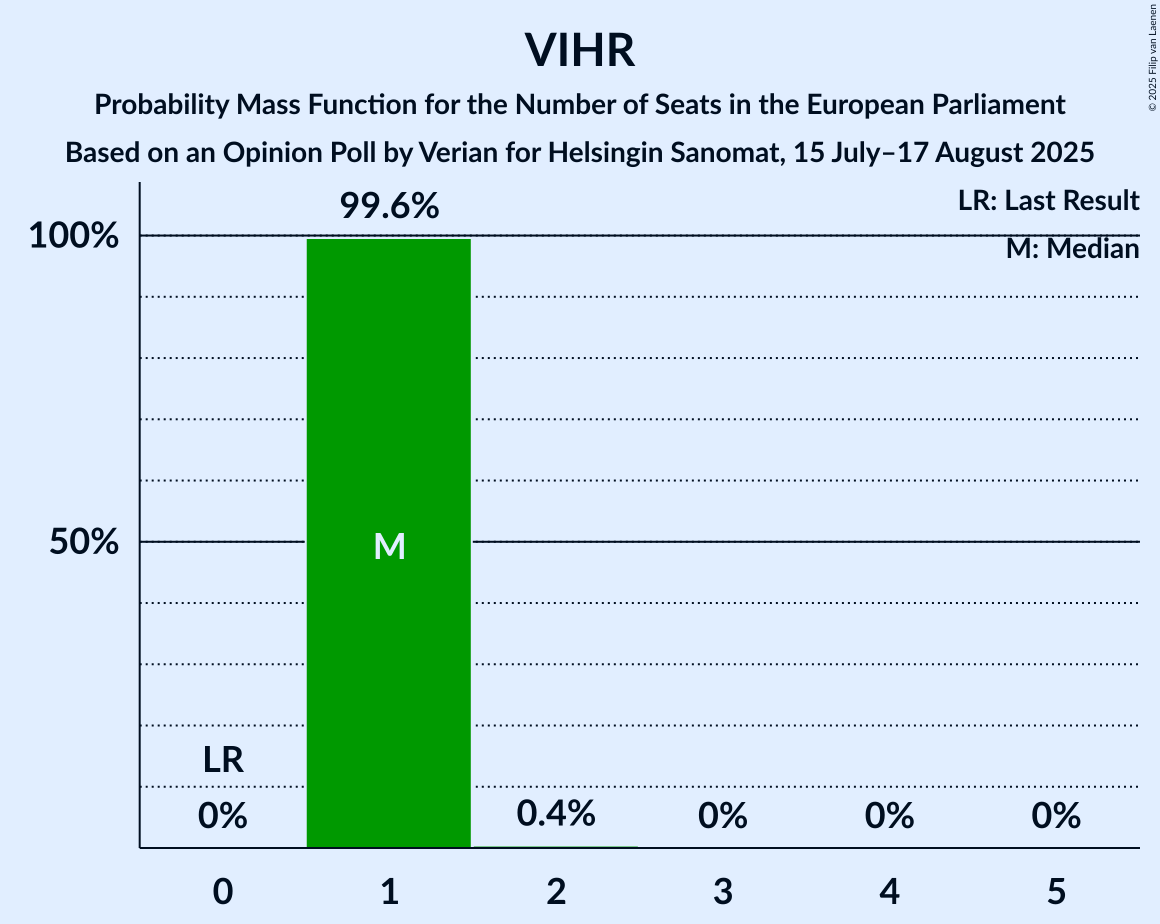 VIHR
Probability Mass Function for the Number of Seats in the European Parliament
Based on an Opinion Poll by Verian for Helsingin Sanomat, 15 July–17 August 2025
© 2025 Filip van Laenen
LR: Last Result
M: Median
99.6%
100%
50%
M
LR
0%
0.4%
0%
0%
0%
0
1
2
3
4
5